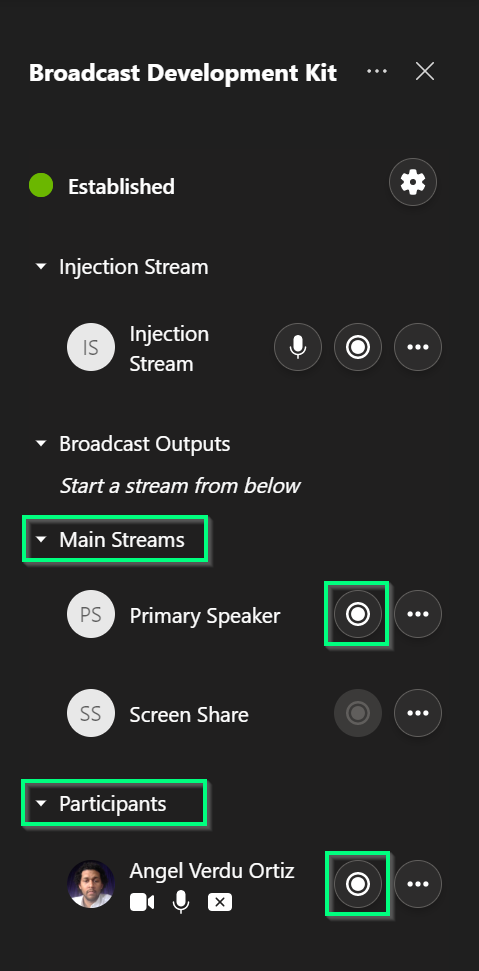 Broadcast Development Kit
Established
Injection Stream
IS
Injection
Stream
Broadcast Outputs
Start a stream from below
Main Streams
PS
Primary Speaker
SS
Screen Share
Participants
Angel Verdu Ortiz